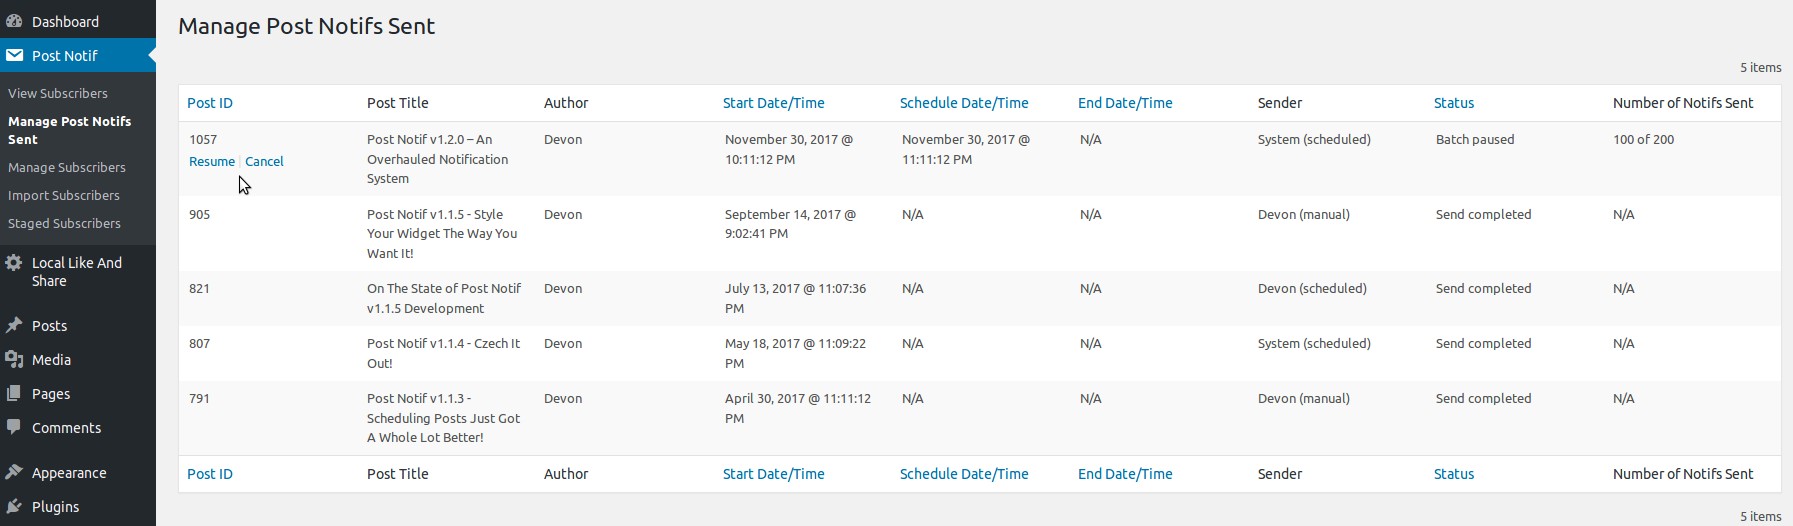 Dashboard
Post Notif
View Subscribers
Manage Post Notifs
Sent
Manage Subscribers
Import Subscribers
Staged Subscribers
Local Like And
Share
Posts
Media
Pages
Comments
Appearance
Plugins
Manage Post Notifs Sent
5 items
Post ID Post Title Author Start Date/Time Schedule Date/Time End Date/Time Sender Status Number of Notifs Sent
1057 Post Notif v1.2.0 – An Devon November 30, 2017 @ November 30, 2017 @ N/A System (scheduled) Batch paused 100 of 200
Resume | Cancel Overhauled Notification 10:11:12 PM 11:11:12 PM
System
905 Post Notif v1.1.5 - Style Devon September 14, 2017 @ N/A N/A Devon (manual) Send completed N/A
Your Widget The Way You 9:02:41 PM
Want It!
821 On The State of Post Notif Devon July 13, 2017 @ 11:07:36 N/A N/A Devon (scheduled) Send completed N/A
v1.1.5 Development PM
807 Post Notif v1.1.4 - Czech It Devon May 18, 2017 @ 11:09:22 N/A N/A System (scheduled) Send completed N/A
Out! PM
791 Post Notif v1.1.3 - Devon April 30, 2017 @ 11:11:12 N/A N/A Devon (manual) Send completed N/A
Scheduling Posts Just Got PM
A Whole Lot Better!
Post ID Post Title Author Start Date/Time Schedule Date/Time End Date/Time Sender Status Number of Notifs Sent
5 items